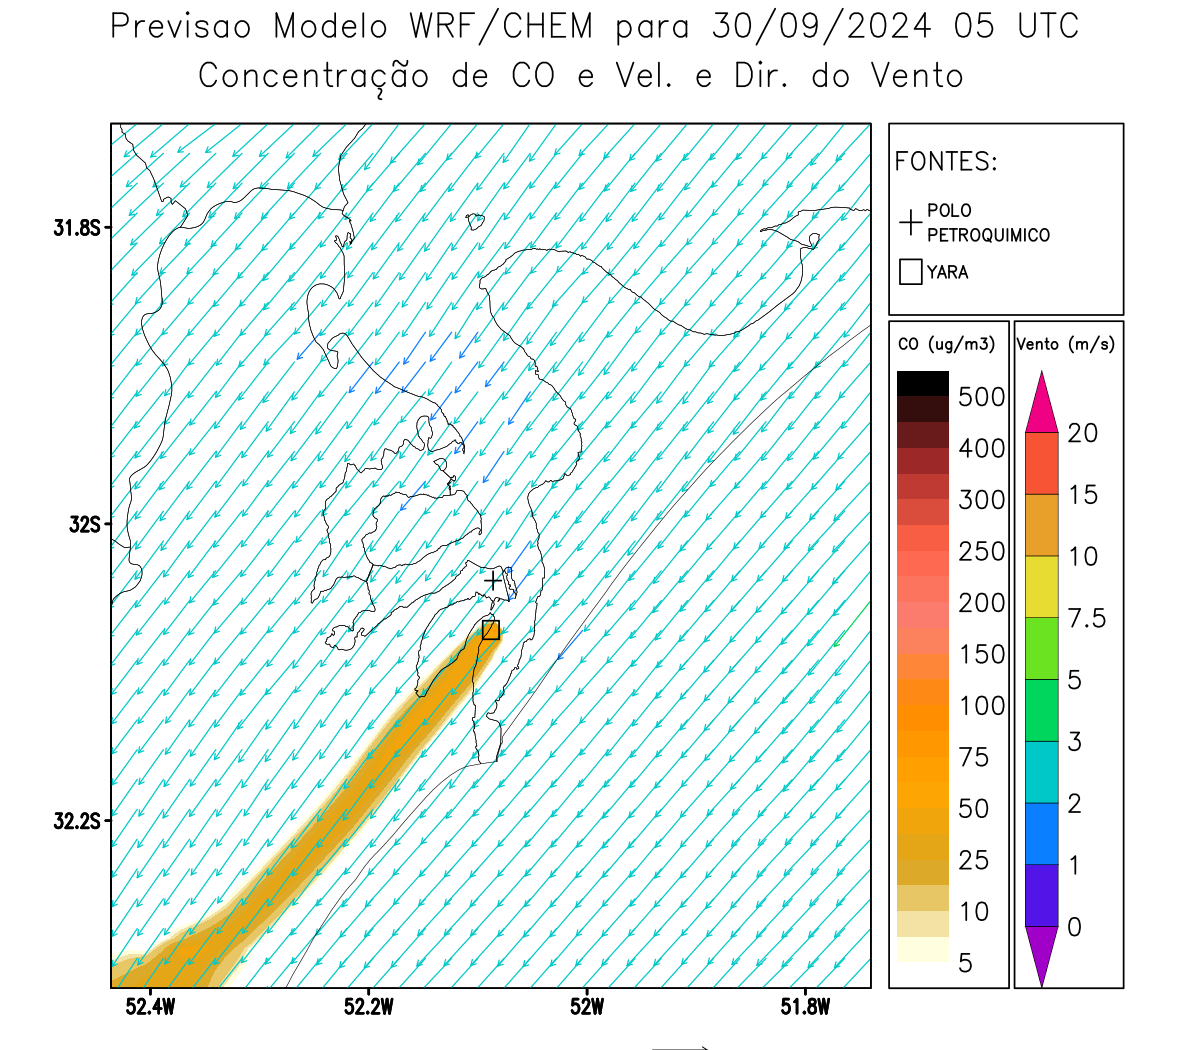 Previsao Modelo WRF/CHEM para 30/09/2024 05 UTC
Concentração de CO e Vel. e Dir. do Vento
FONTES:
POLO
PETROQUIMICO
YARA
31.8S
32S
32.2S
52.4W
52.2W
52W
51.8W
CO (ug/m3)
500
400
300
250
200
150
100
75
50
25
10
5
Vento (m/s)
20
15
10
7.5
5
3
2
1
0